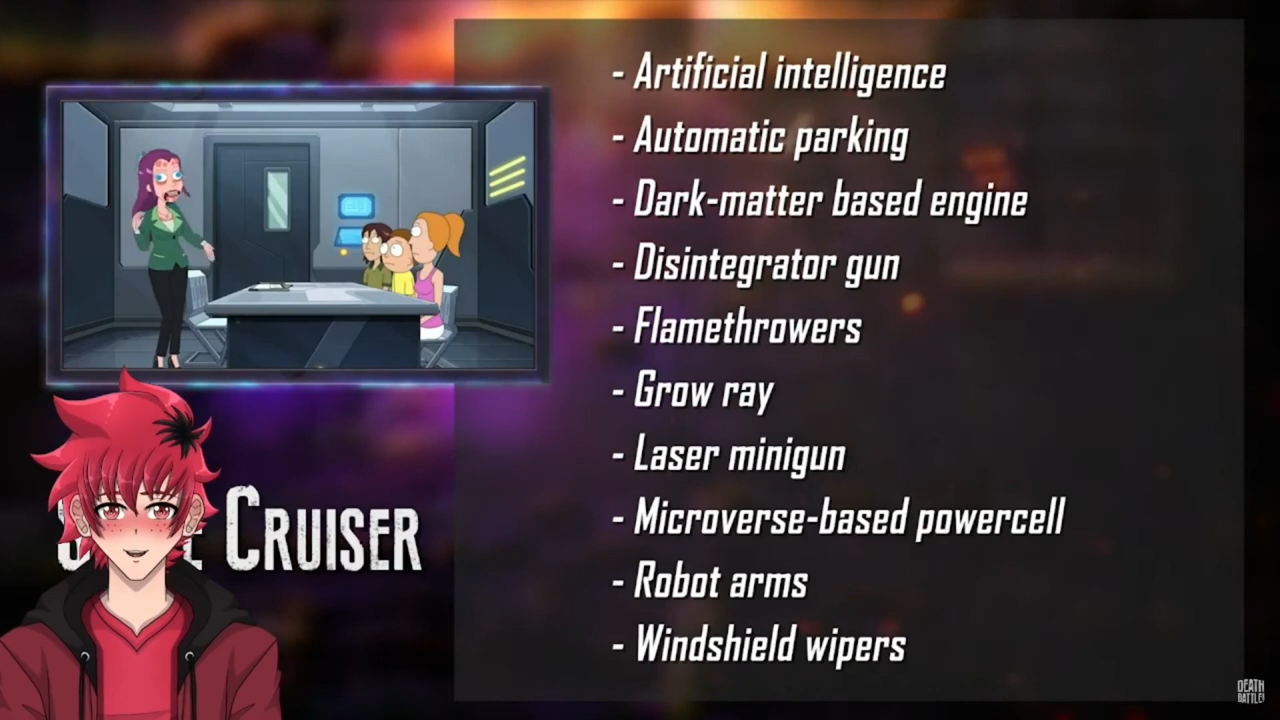 - Artificial intelligence
- Automatic parking
- Dark-matter based engine
- Disintegrator gun
- Flamethrowers
- Grow ray
- Laser minigun
- Microverse-based powercell
- Robot arms
- Windshield wipers
Cruiser
DEATH
BATTLE!